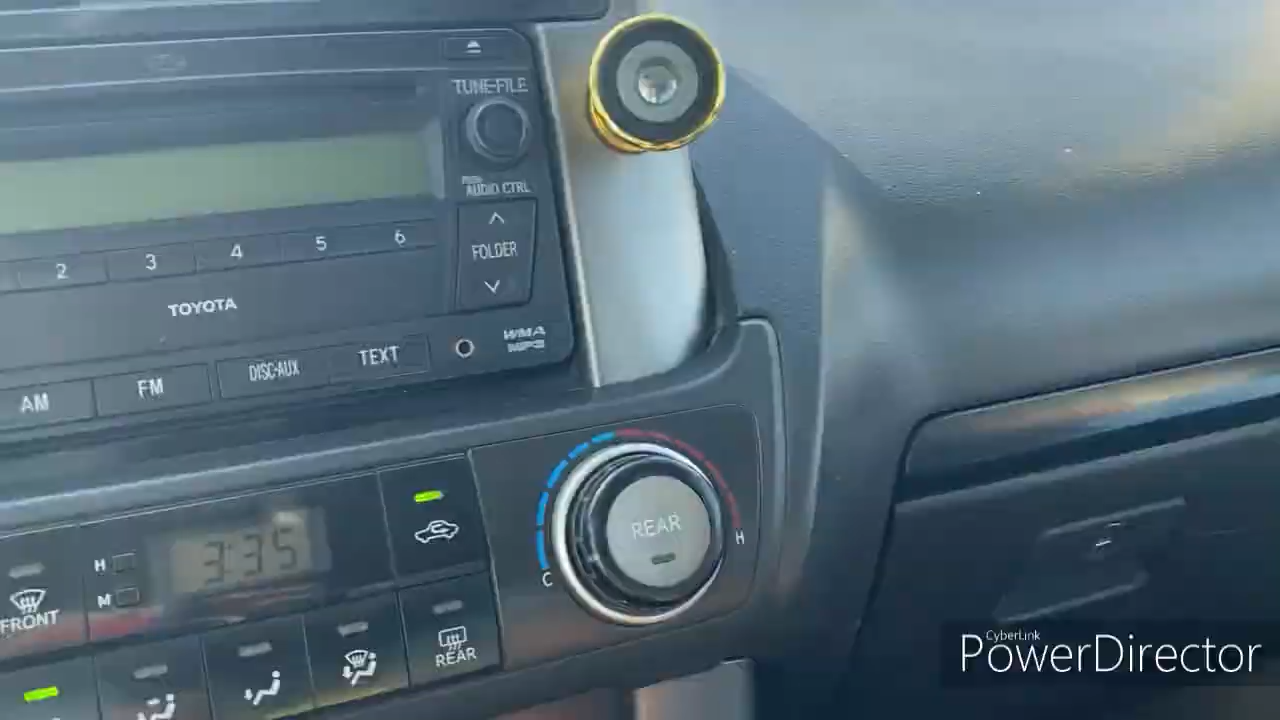 TUNE·FILE
PUSH
AUDIO CTRL
2 3 4 5 6
FOLDER
TOYOTA
WMA
MP3
AM FM DISC·AUX TEXT
REAR
C H
3:35
H
M
FRONT
REAR
CyberLink
PowerDirector